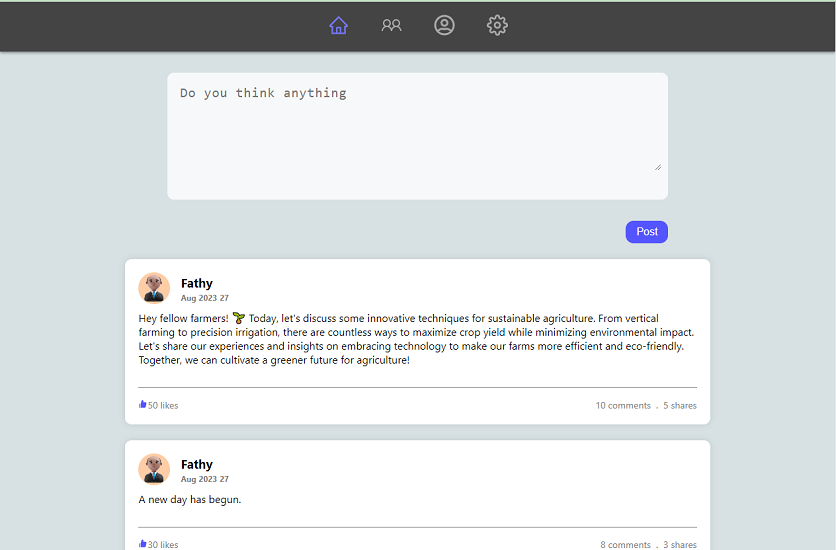 Do you think anything
Post
Fathy
Aug 2023 27
Hey fellow farmers! 🌱 Today, let's discuss some innovative techniques for sustainable agriculture. From vertical
farming to precision irrigation, there are countless ways to maximize crop yield while minimizing environmental impact.
Let's share our experiences and insights on embracing technology to make our farms more efficient and eco-friendly.
Together, we can cultivate a greener future for agriculture!
50 likes
10 comments . 5 shares
Fathy
Aug 2023 27
A new day has begun.
30 likes
8 comments . 3 shares